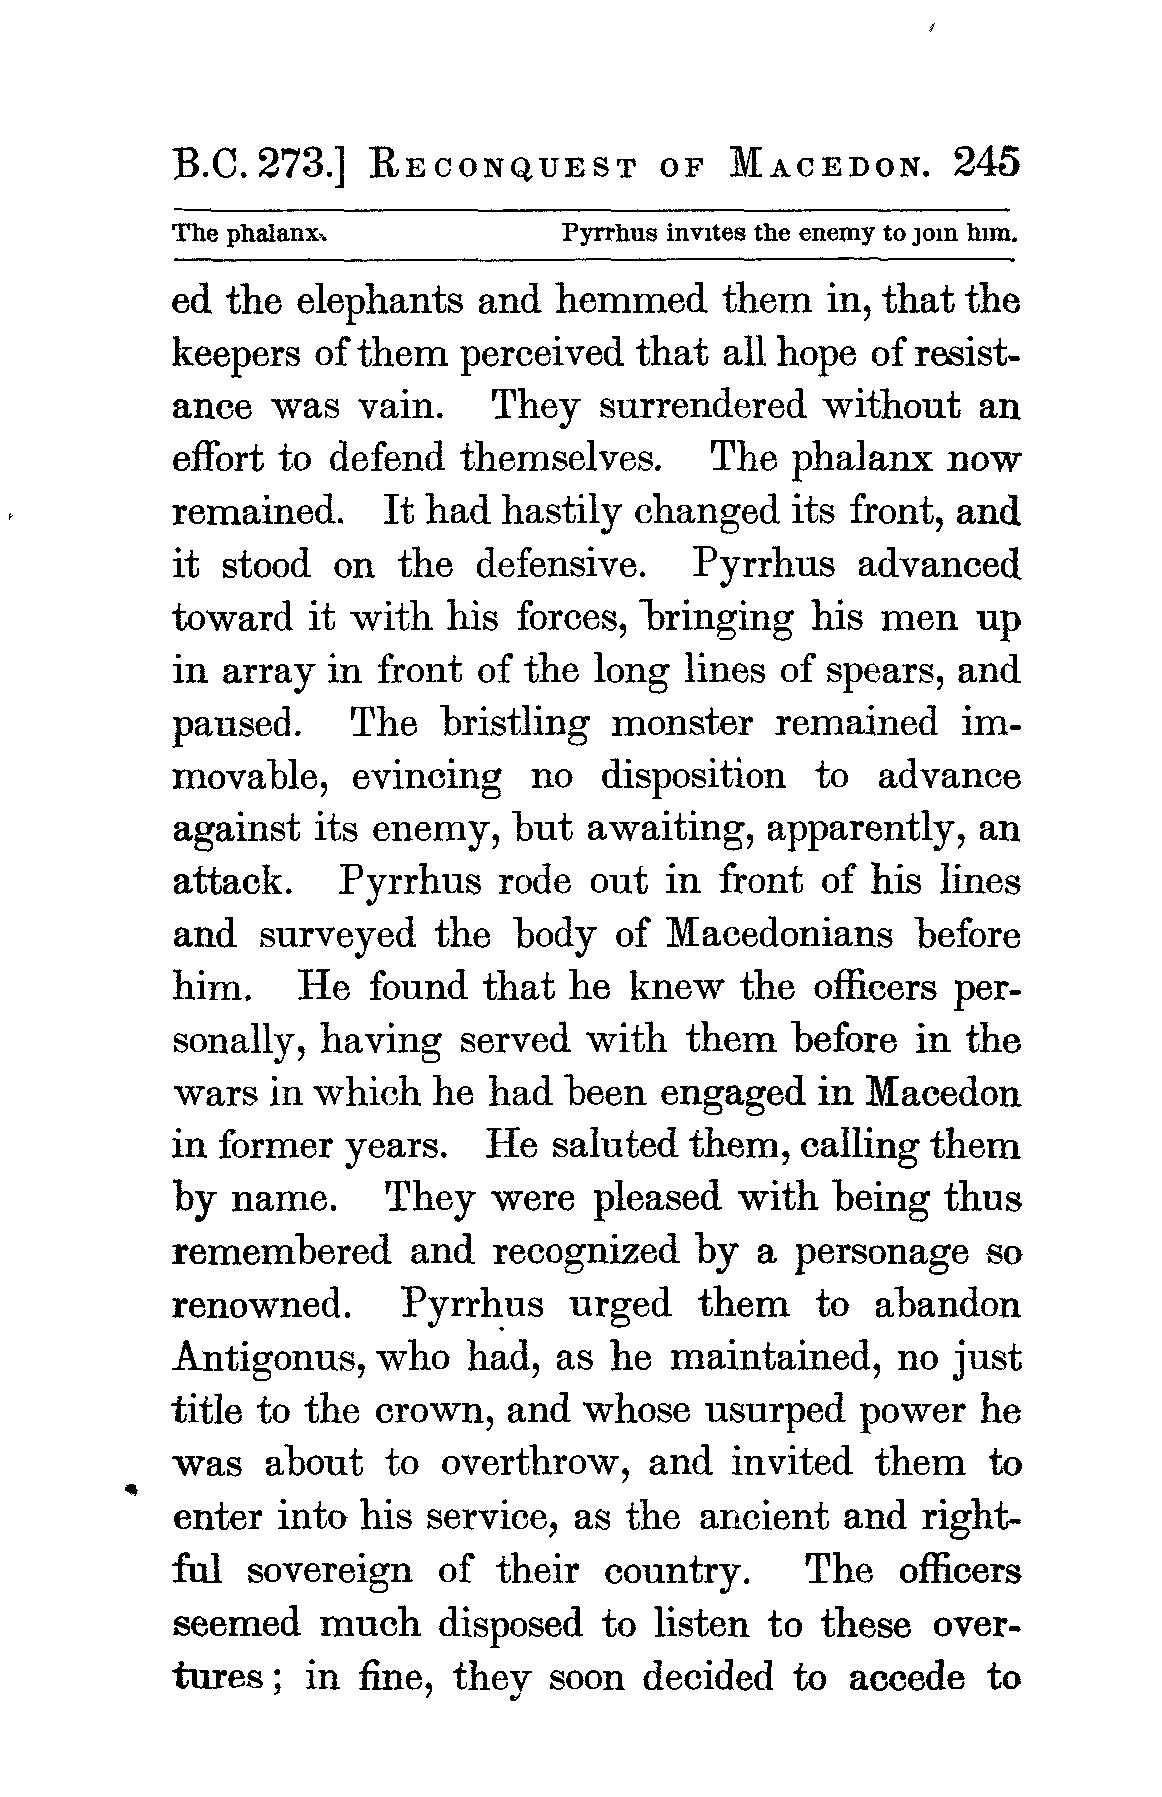 B.C. 273.] RECONQUEST OF MACEDON. 245
The phalanx. Pyrrhus invites the enemy to join him.
ed the elephants and hemmed them in, that the
keepers of them perceived that all hope of resist-
ance was vain. They surrendered without an
effort to defend themselves. The phalanx now
remained. It had hastily changed its front, and
it stood on the defensive. Pyrrhus advanced
toward it with his forces, bringing his men up
in array in front of the long lines of spears, and
paused. The bristling monster remained im-
movable, evincing no disposition to advance
against its enemy, but awaiting, apparently, an
attack. Pyrrhus rode out in front of his lines
and surveyed the body of Macedonians before
him. He found that he knew the officers per-
sonally, having served with them before in the
wars in which he had been engaged in Macedon
in former years. He saluted them, calling them
by name. They were pleased with being thus
remembered and recognized by a personage so
renowned. Pyrrhus urged them to abandon
Antigonus, who had, as he maintained, no just
title to the crown, and whose usurped power he
was about to overthrow, and invited them to
enter into his service, as the ancient and right-
ful sovereign of their country. The officers
seemed much disposed to listen to these over-
tures; in fine, they soon decided to accede to